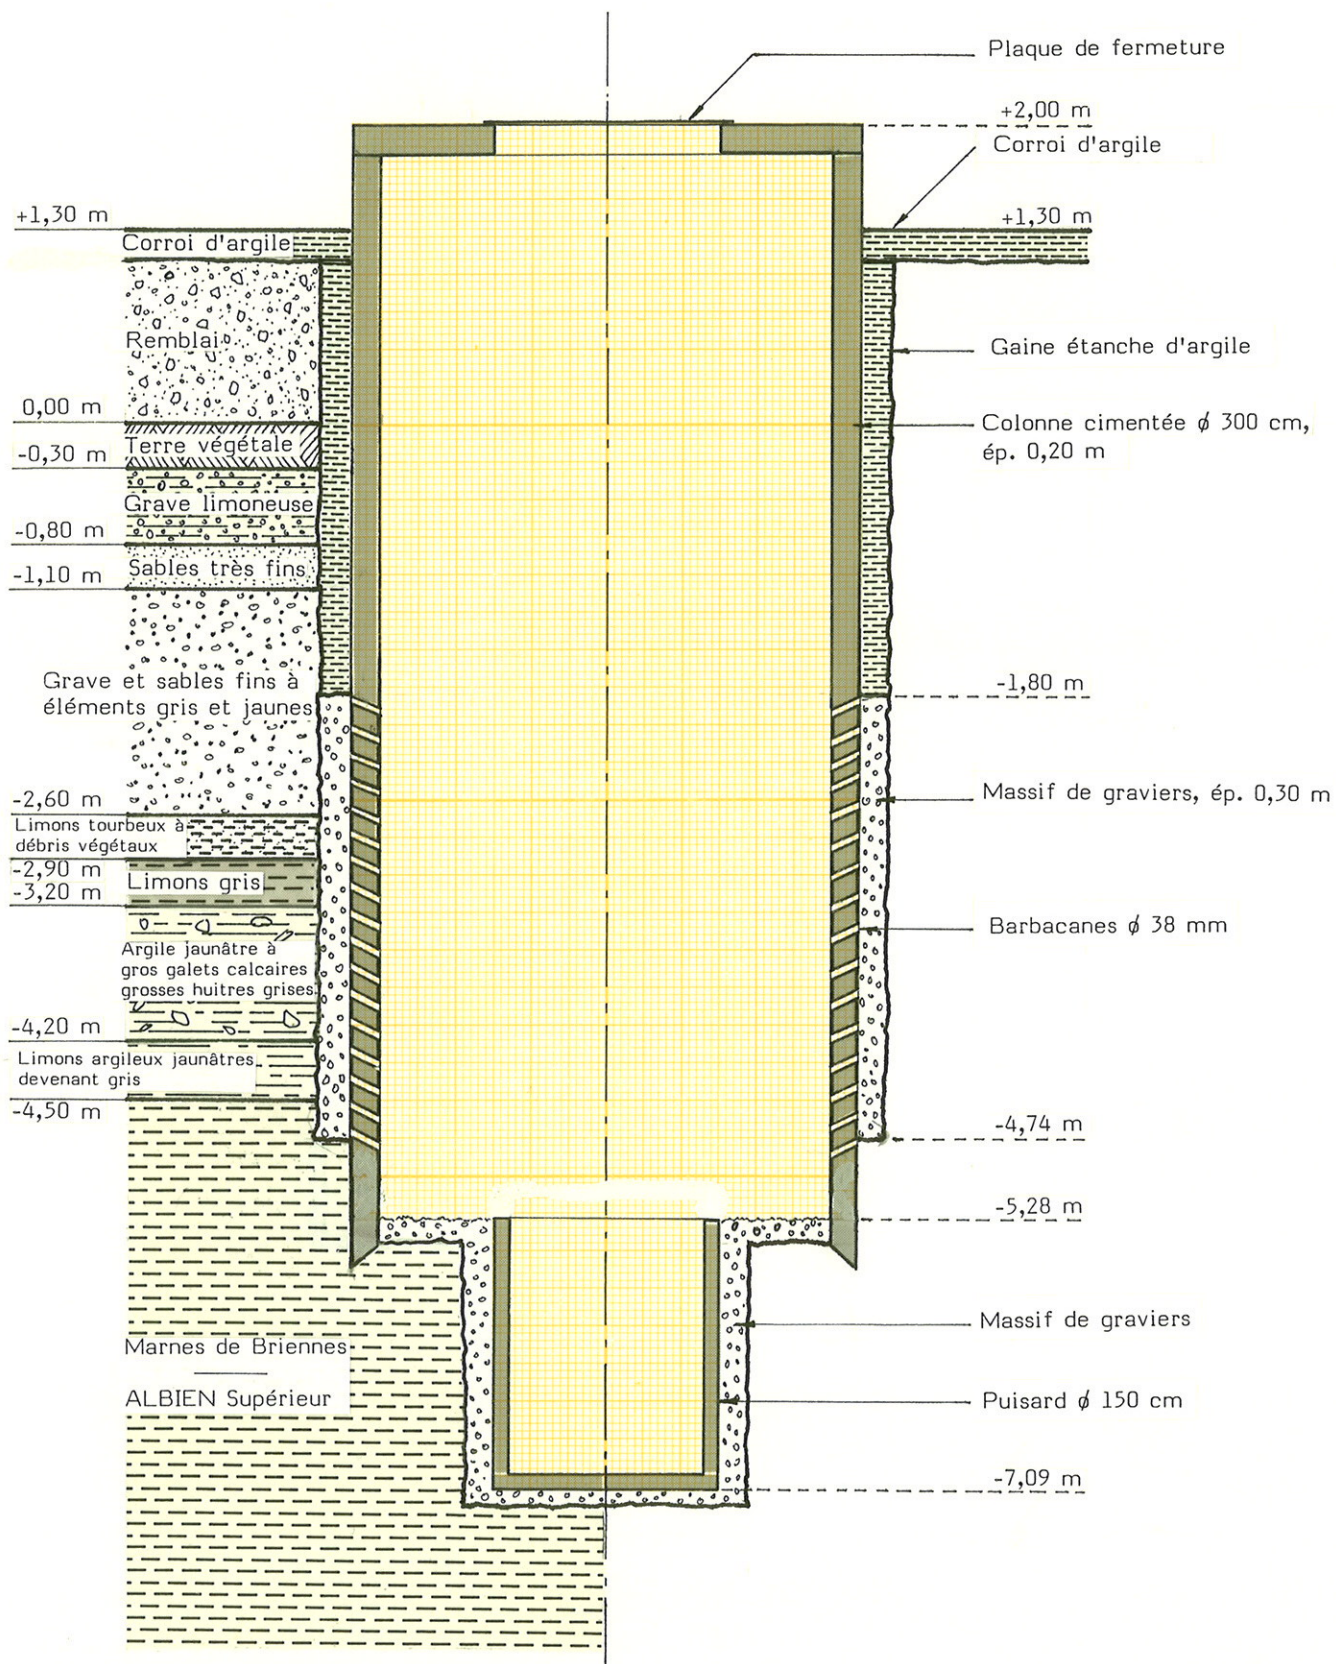 Plaque de fermeture
+2,00 m
Corroi d'argile
+1,30 m
+1,30 m
Corroi d'argile
Remblai
Gaine étanche d'argile
0,00 m
Colonne cimentée ϕ 300 cm,
ép. 0,20 m
Terre végétale
-0,30 m
Grave limoneuse
-0,80 m
Sables très fins
-1,10 m
Grave et sables fins à
éléments gris et jaunes
-1,80 m
-2,60 m
Massif de graviers, ép. 0,30 m
Limons tourbeux à
débris végétaux
-2,90 m
Limons gris
-3,20 m
Barbacanes ϕ 38 mm
Argile jaunâtre à
gros galets calcaires
grosses huitres grises
-4,20 m
Limons argileux jaunâtres
devenant gris
-4,50 m
-4,74 m
-5,28 m
Massif de graviers
Marnes de Briennes
ALBIEN Supérieur
Puisard ϕ 150 cm
-7,09 m